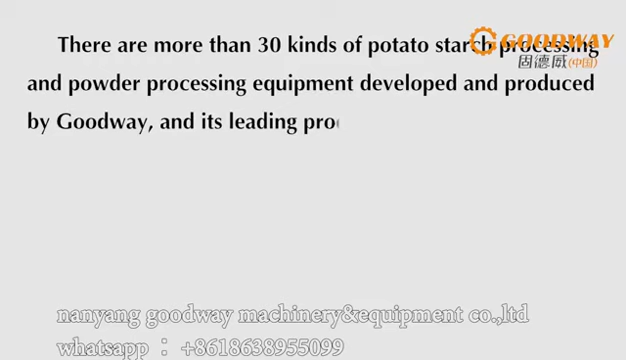 There are more than 30 kinds of potato starch processing
GOODWAY
固德威(中国)
and powder processing equipment developed and produced
by Goodway, and its leading
nanyang goodway machinery&equipment co.,ltd
whatsapp ：+8618638955099